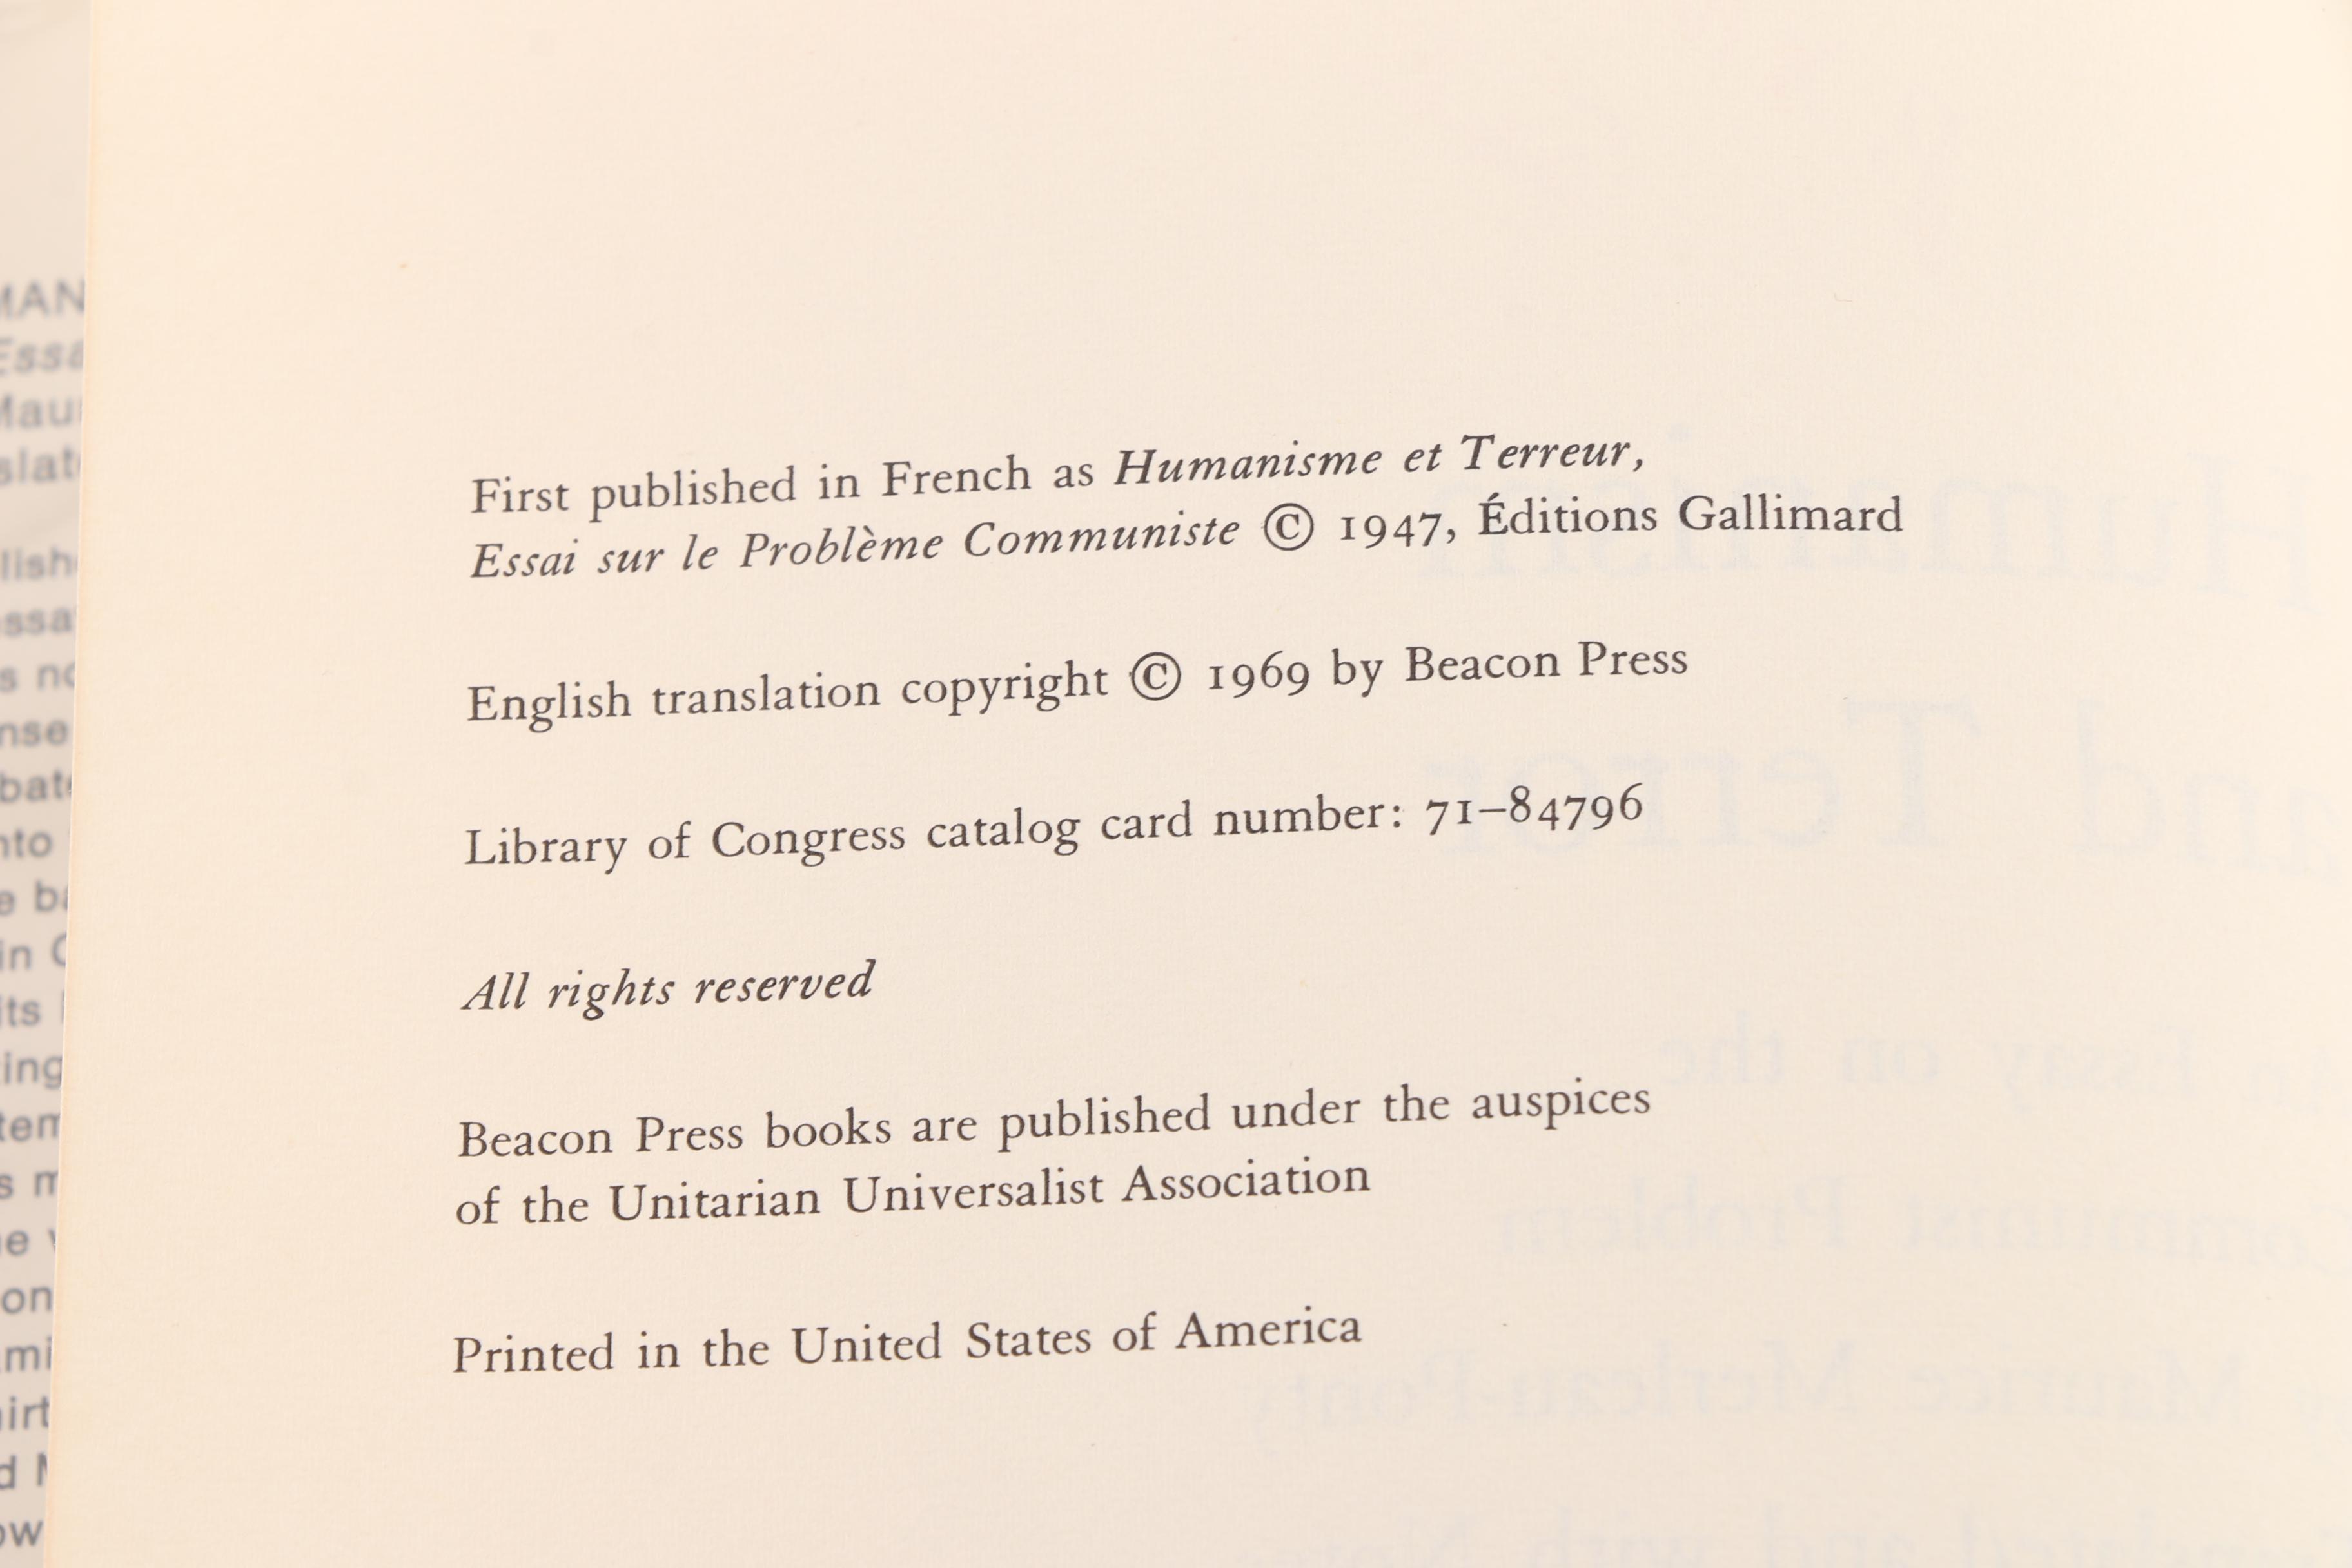 First published in French as Humanisme et Terreur,
Essai sur le Problème Communiste © 1947, Éditions Gallimard
English translation copyright © 1969 by Beacon Press
Library of Congress catalog card number: 71–84796
All rights reserved
Beacon Press books are published under the auspices
of the Unitarian Universalist Association
Printed in the United States of America